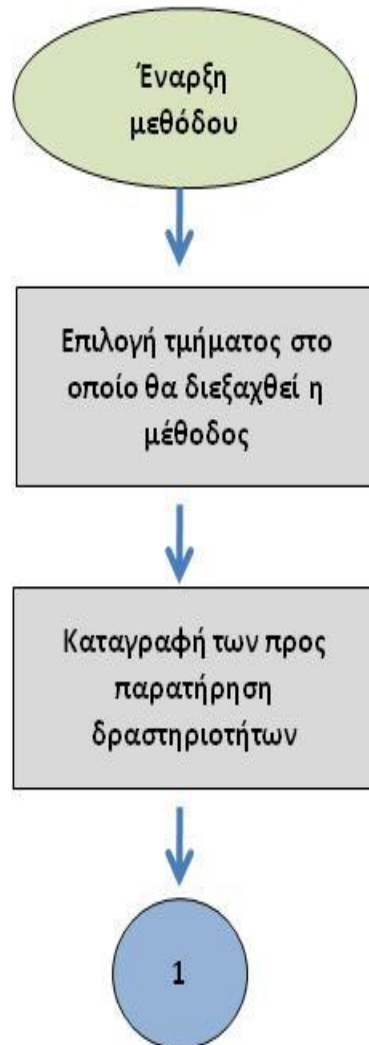 Έναρξη
μεθόδου
Επιλογή τμήματος στο
οποίο θα διεξαχθεί η
μέθοδος
Καταγραφή των προς
παρατήρηση
δραστηριοτήτων
1